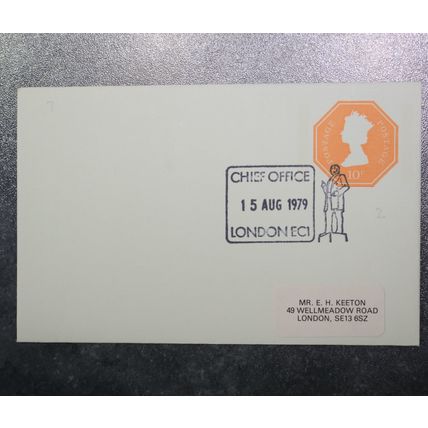 7
POSTAGE POSTAGE
10P
CHIEF OFFICE
15 AUG 1979
LONDON EC1
2
MR. E. H. KEETON
49 WELLMEADOW ROAD
LONDON, SE13 6SZ